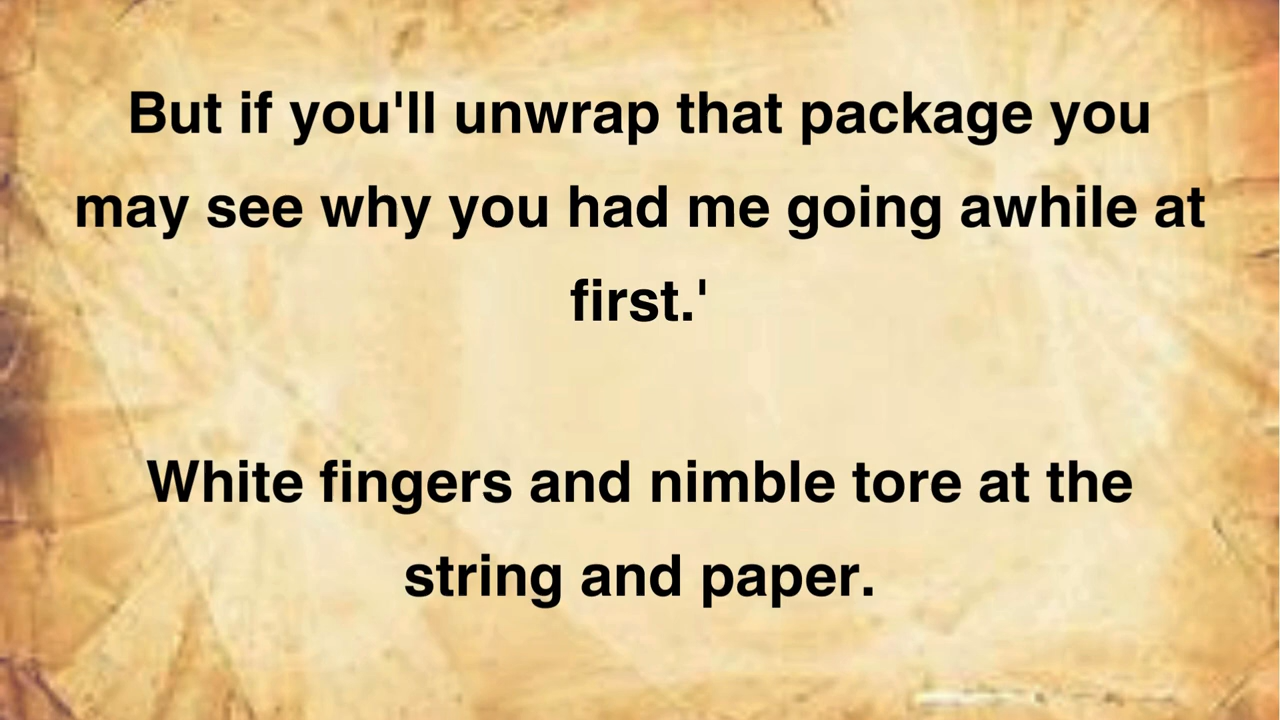 But if you'll unwrap that package you
may see why you had me going awhile at
first.'
White fingers and nimble tore at the
string and paper.